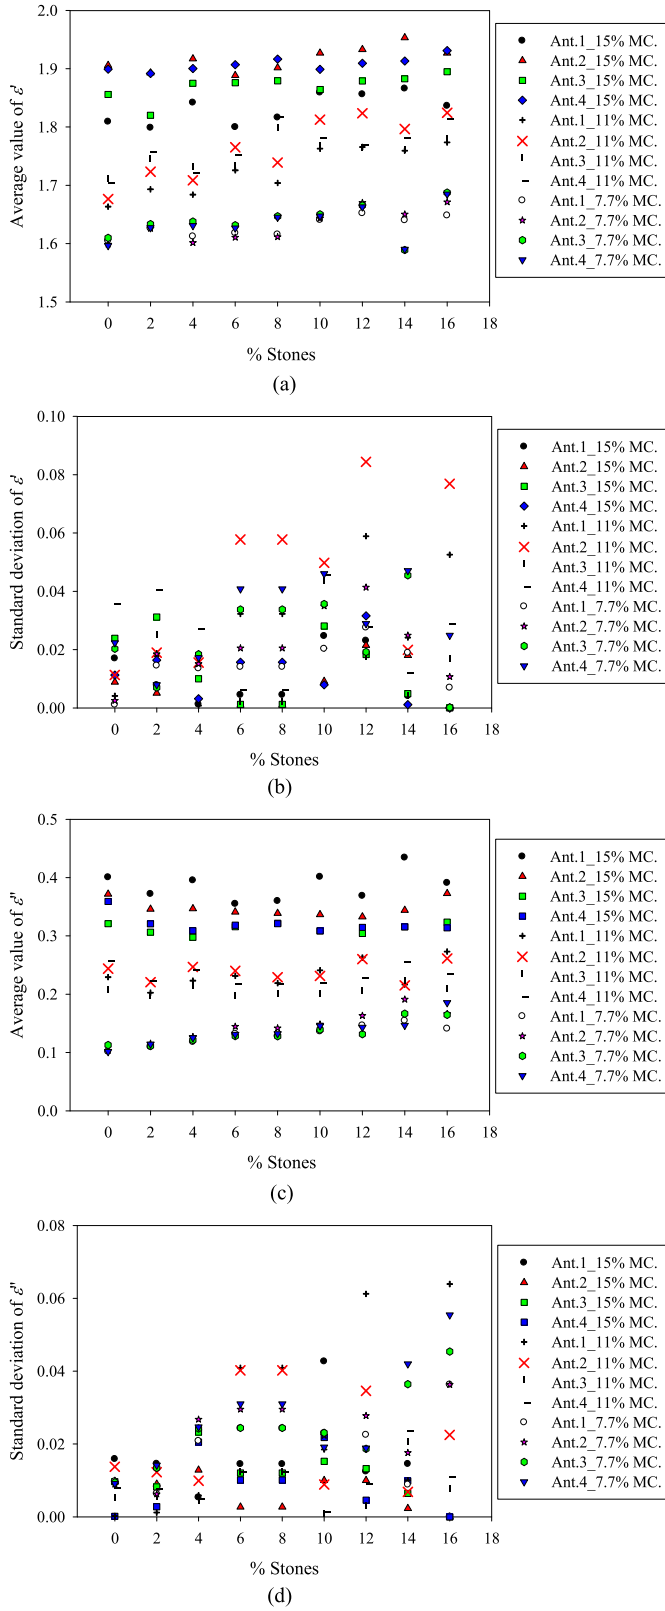 Average value of ε'
2.0
1.9
1.8
1.7
1.6
1.5
0 2 4 6 8 10 12 14 16 18
% Stones
Ant.1_15% MC.
Ant.2_15% MC.
Ant.3_15% MC.
Ant.4_15% MC.
Ant.1_11% MC.
Ant.2_11% MC.
Ant.3_11% MC.
Ant.4_11% MC.
Ant.1_7.7% MC.
Ant.2_7.7% MC.
Ant.3_7.7% MC.
Ant.4_7.7% MC.
(a)
Standard deviation of ε'
0.10
0.08
0.06
0.04
0.02
0.00
0 2 4 6 8 10 12 14 16 18
% Stones
Ant.1_15% MC.
Ant.2_15% MC.
Ant.3_15% MC.
Ant.4_15% MC.
Ant.1_11% MC.
Ant.2_11% MC.
Ant.3_11% MC.
Ant.4_11% MC.
Ant.1_7.7% MC.
Ant.2_7.7% MC.
Ant.3_7.7% MC.
Ant.4_7.7% MC.
(b)
Average value of ε"
0.5
0.4
0.3
0.2
0.1
0.0
0 2 4 6 8 10 12 14 16 18
% Stones
Ant.1_15% MC.
Ant.2_15% MC.
Ant.3_15% MC.
Ant.4_15% MC.
Ant.1_11% MC.
Ant.2_11% MC.
Ant.3_11% MC.
Ant.4_11% MC.
Ant.1_7.7% MC.
Ant.2_7.7% MC.
Ant.3_7.7% MC.
Ant.4_7.7% MC.
(c)
Standard deviation of ε"
0.08
0.06
0.04
0.02
0.00
0 2 4 6 8 10 12 14 16 18
% Stones
Ant.1_15% MC.
Ant.2_15% MC.
Ant.3_15% MC.
Ant.4_15% MC.
Ant.1_11% MC.
Ant.2_11% MC.
Ant.3_11% MC.
Ant.4_11% MC.
Ant.1_7.7% MC.
Ant.2_7.7% MC.
Ant.3_7.7% MC.
Ant.4_7.7% MC.
(d)